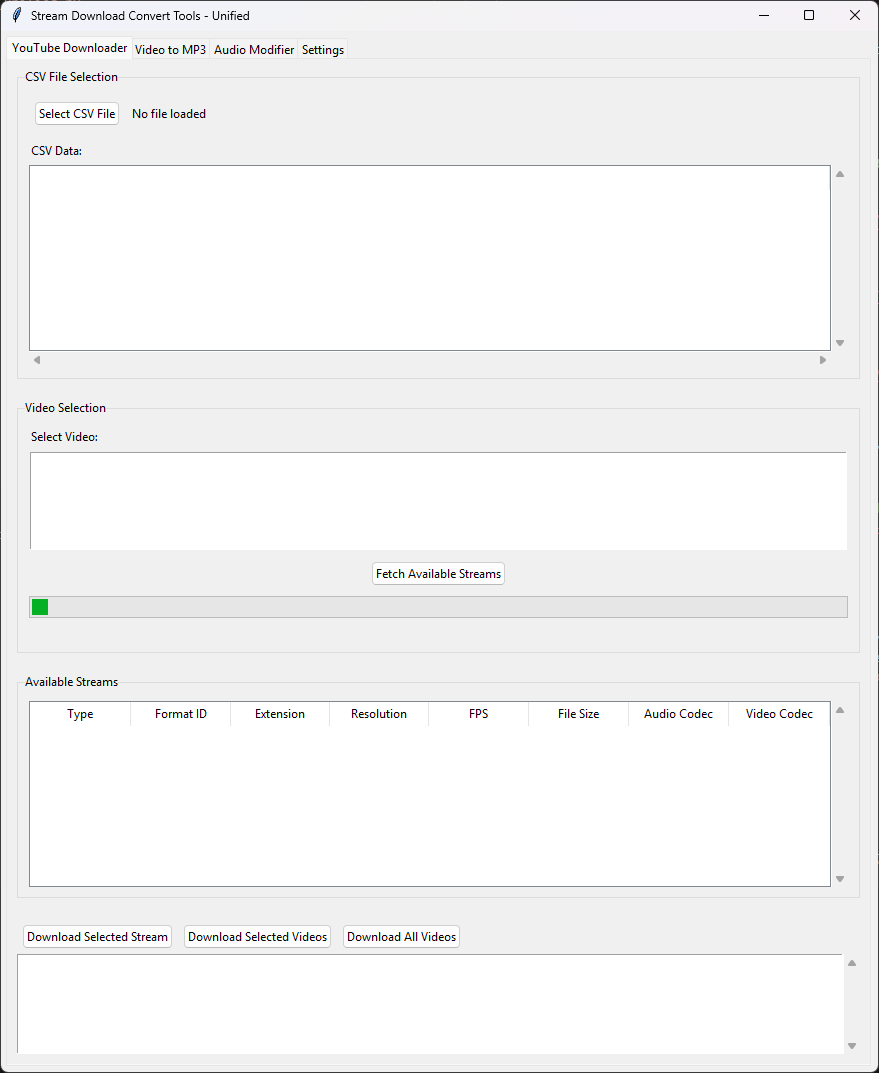 Stream Download Convert Tools - Unified
YouTube Downloader Video to MP3 Audio Modifier Settings
CSV File Selection
Select CSV File No file loaded
CSV Data:
Video Selection
Select Video:
Fetch Available Streams
Available Streams
Type Format ID Extension Resolution FPS File Size Audio Codec Video Codec
Download Selected Stream Download Selected Videos Download All Videos